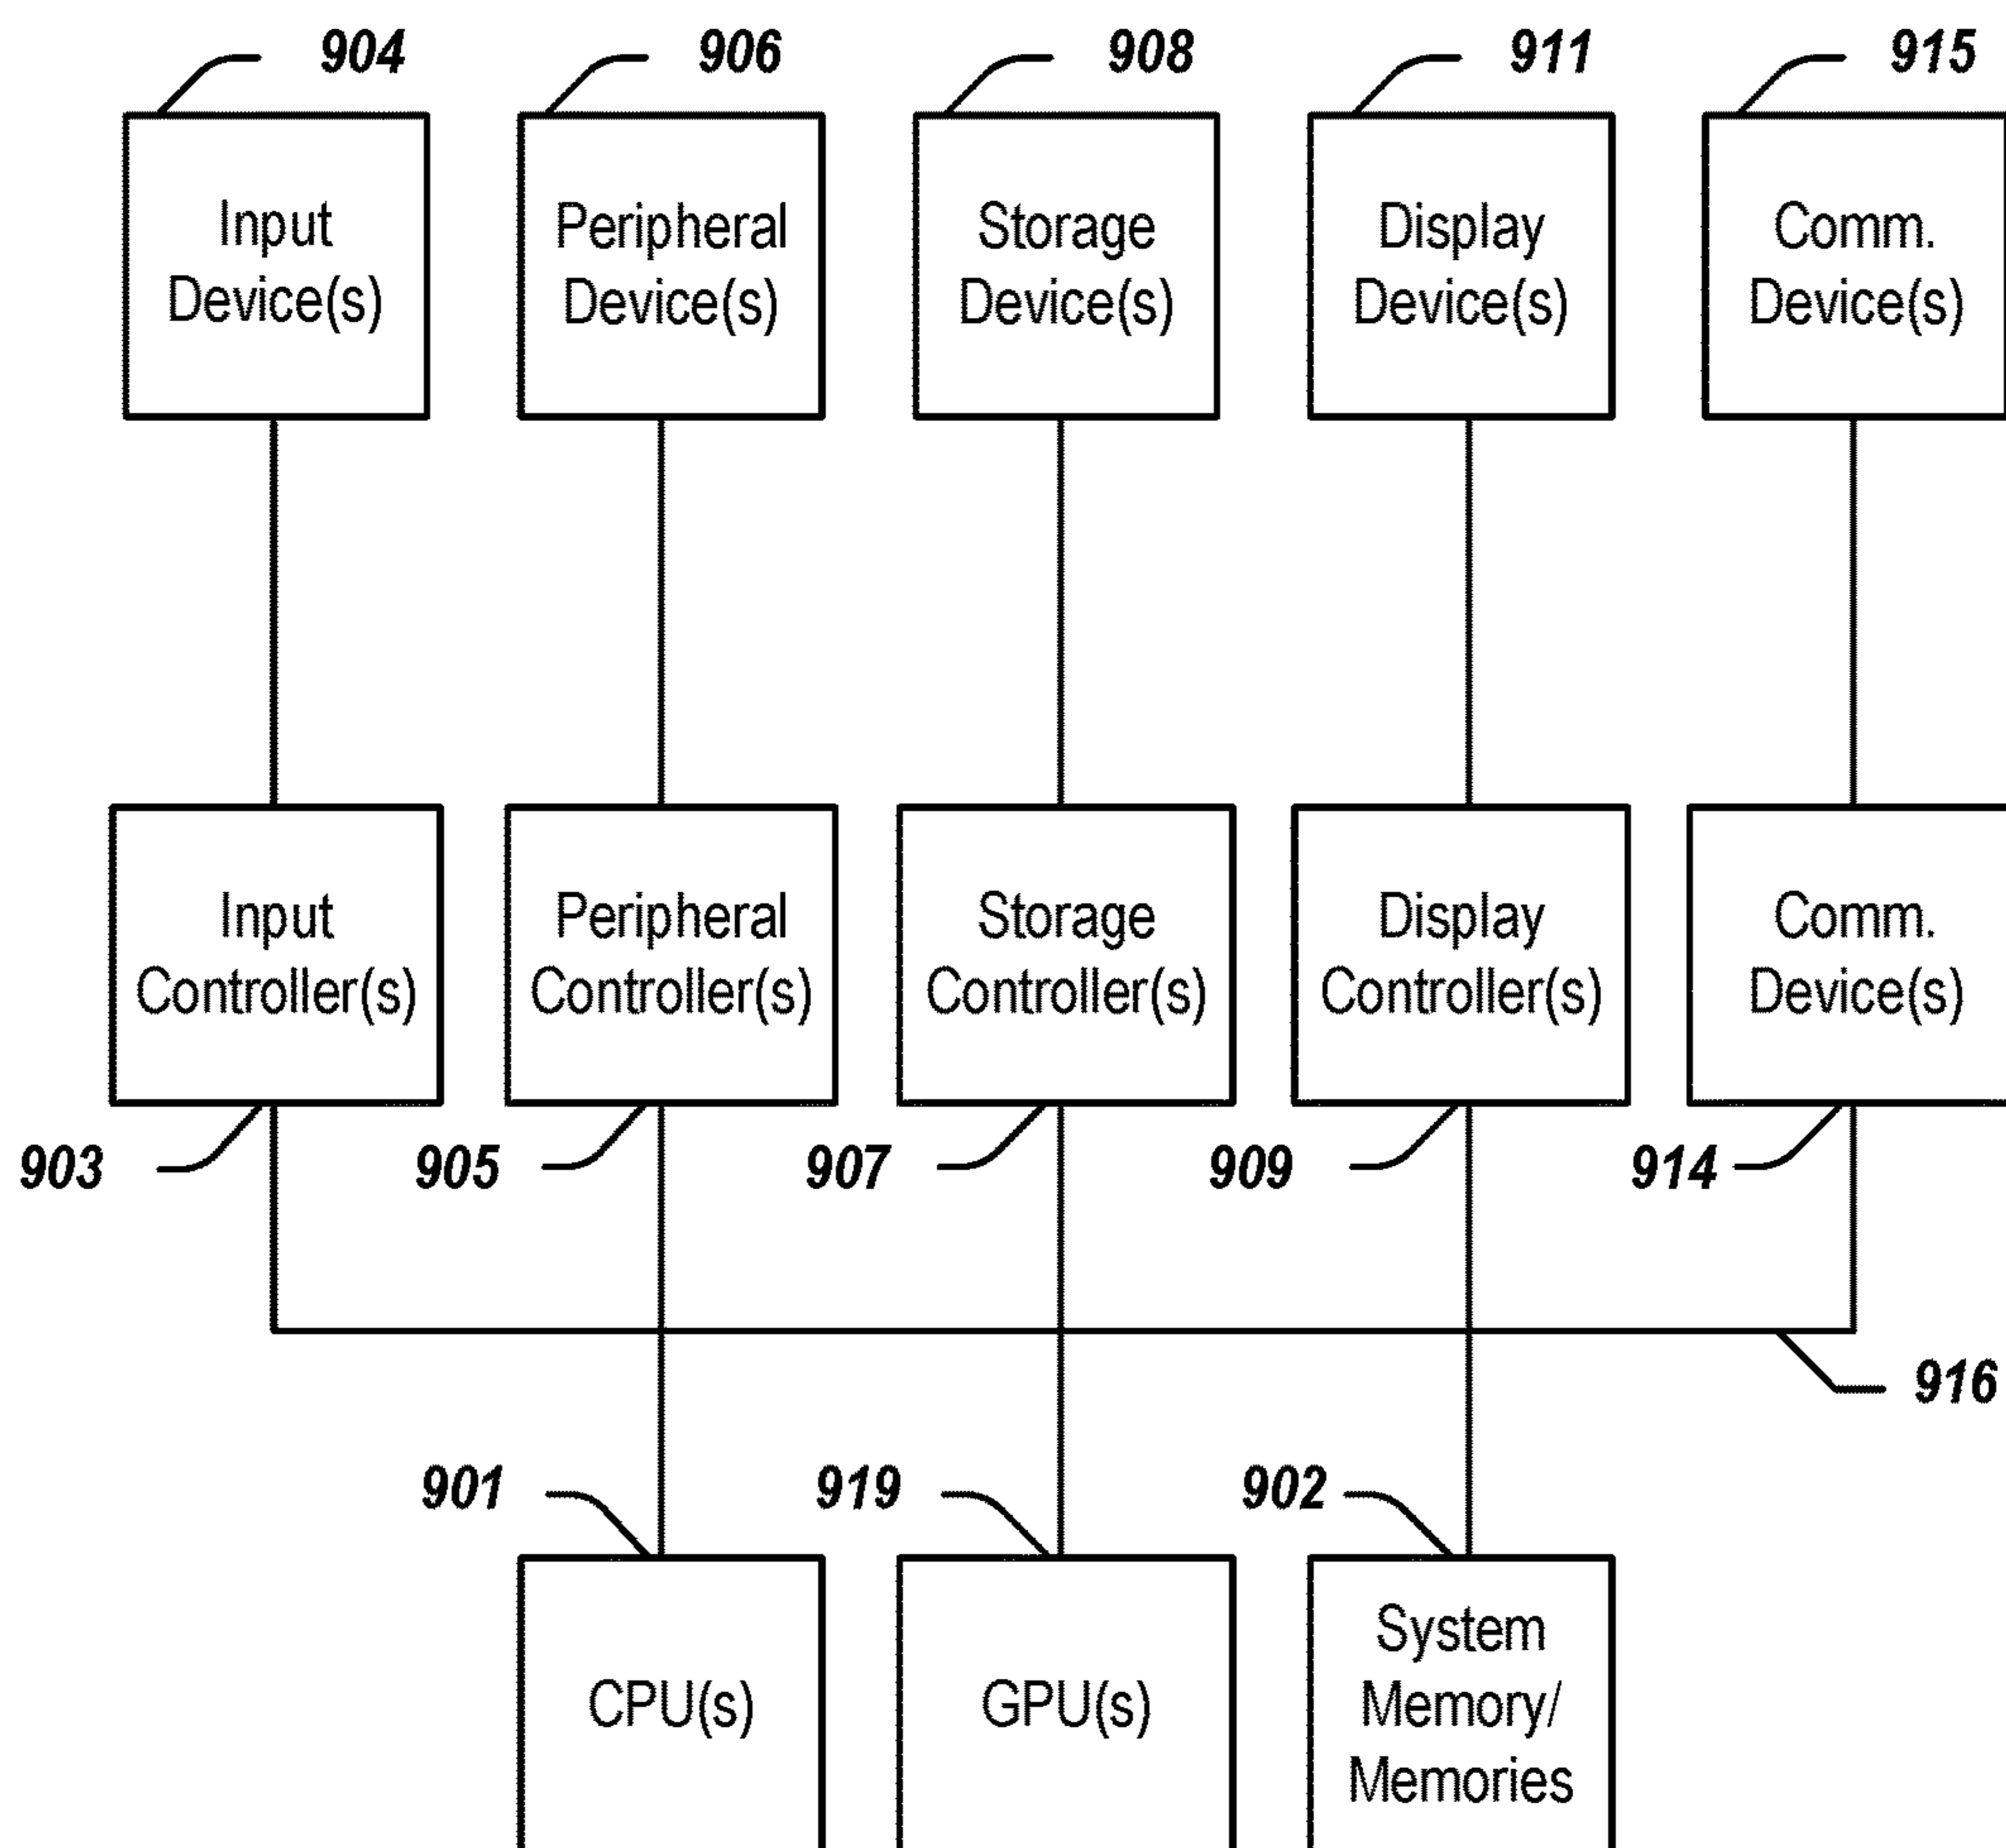 904
906
908
911
915
Input
Device(s)
Peripheral
Device(s)
Storage
Device(s)
Display
Device(s)
Comm.
Device(s)
Input
Controller(s)
Peripheral
Controller(s)
Storage
Controller(s)
Display
Controller(s)
Comm.
Device(s)
903
905
907
909
914
916
901
919
902
CPU(s)
GPU(s)
System
Memory/
Memories